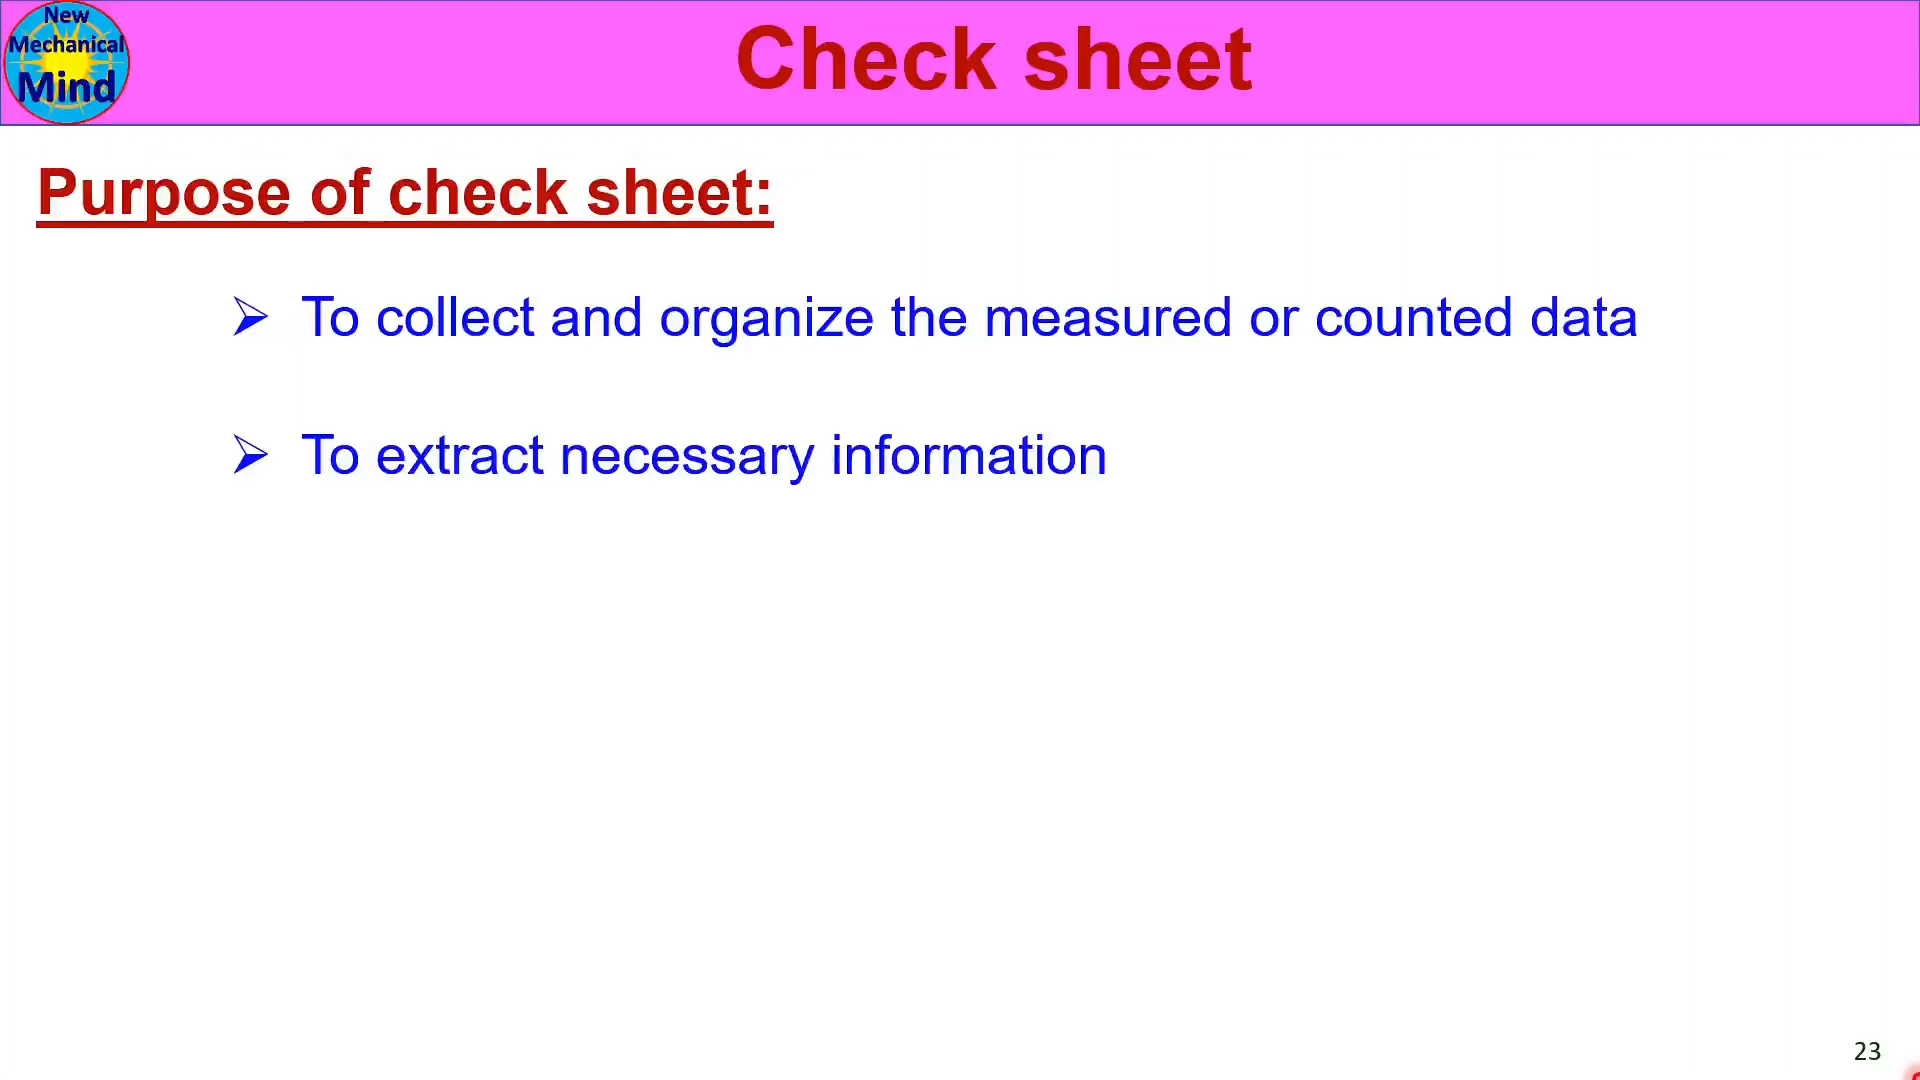 New
Mechanical
Mind
Check sheet
Purpose of check sheet:
➢ To collect and organize the measured or counted data
➢ To extract necessary information
23